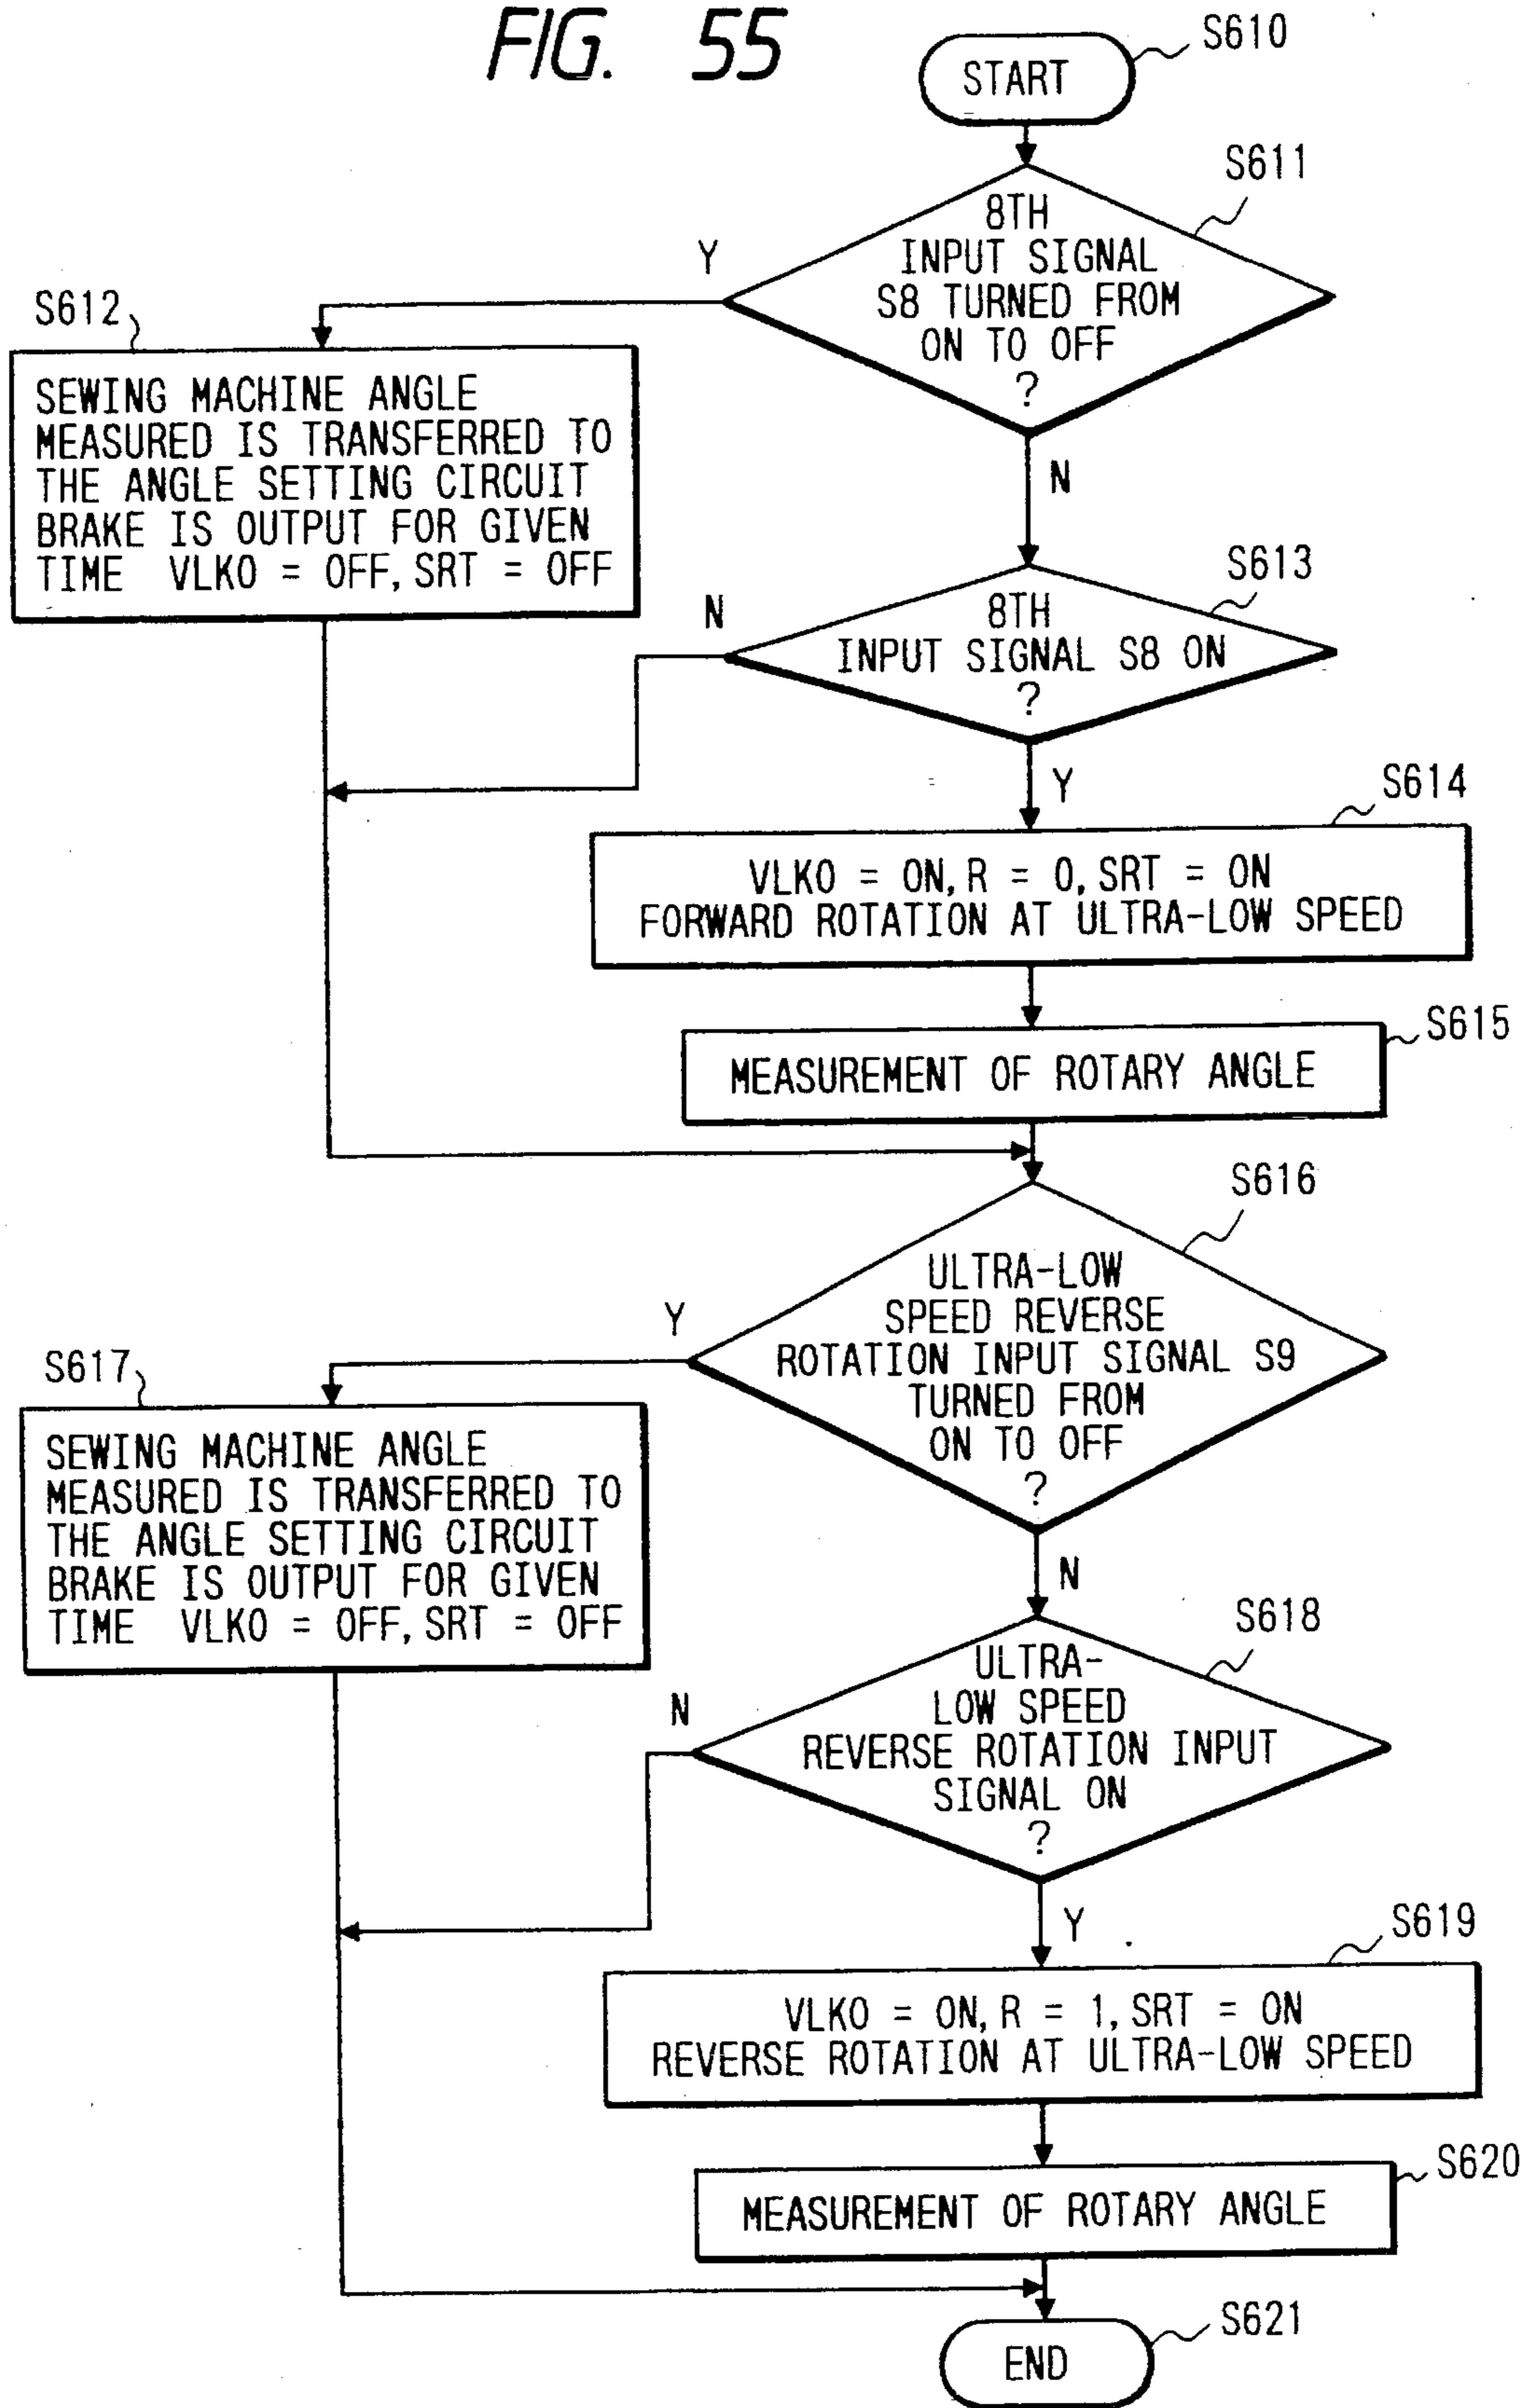 FIG. 55
START
S610
S611
8TH
INPUT SIGNAL
S8 TURNED FROM
ON TO OFF
?
Y
N
S612
SEWING MACHINE ANGLE
MEASURED IS TRANSFERRED TO
THE ANGLE SETTING CIRCUIT
BRAKE IS OUTPUT FOR GIVEN
TIME VLKO = OFF, SRT = OFF
S613
8TH
INPUT SIGNAL S8 ON
?
N
Y
S614
VLKO = ON, R = 0, SRT = ON
FORWARD ROTATION AT ULTRA-LOW SPEED
S615
MEASUREMENT OF ROTARY ANGLE
S616
ULTRA-LOW
SPEED REVERSE
ROTATION INPUT SIGNAL S9
TURNED FROM
ON TO OFF
?
Y
N
S617
SEWING MACHINE ANGLE
MEASURED IS TRANSFERRED TO
THE ANGLE SETTING CIRCUIT
BRAKE IS OUTPUT FOR GIVEN
TIME VLKO = OFF, SRT = OFF
S618
ULTRA-
LOW SPEED
REVERSE ROTATION INPUT
SIGNAL ON
?
N
Y
S619
VLKO = ON, R = 1, SRT = ON
REVERSE ROTATION AT ULTRA-LOW SPEED
S620
MEASUREMENT OF ROTARY ANGLE
S621
END